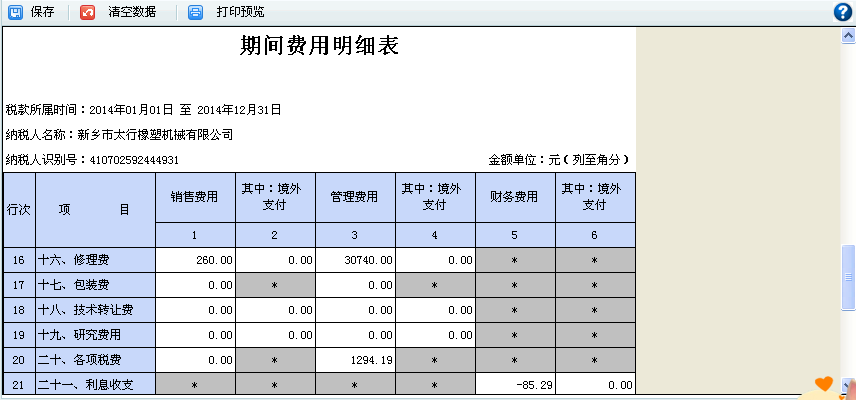 保存 清空数据 打印预览
期间费用明细表
税款所属时间：2014年01月01日 至 2014年12月31日
纳税人名称：新乡市太行橡塑机械有限公司
纳税人识别号：410702592444931 金额单位：元（列至角分）
行次 项 目 销售费用 其中：境外支付 管理费用 其中：境外支付 财务费用 其中：境外支付
1 2 3 4 5 6
16 十六、修理费 260.00 0.00 30740.00 0.00 * *
17 十七、包装费 0.00 * 0.00 * * *
18 十八、技术转让费 0.00 0.00 0.00 0.00 * *
19 十九、研究费用 0.00 0.00 0.00 0.00 * *
20 二十、各项税费 0.00 * 1294.19 * * *
21 二十一、利息收支 * * * * -85.29 0.00